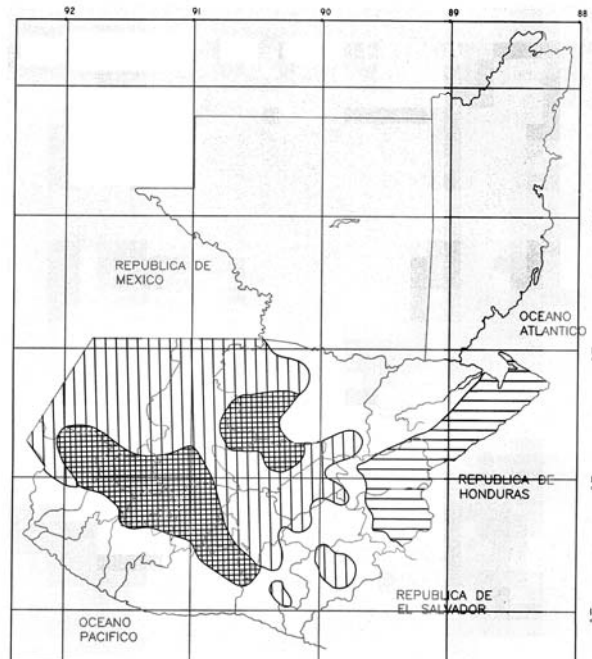 92 91 90 89 88
REPUBLICA DE
MEXICO
OCEANO
ATLANTICO
REPUBLICA DE
HONDURAS
REPUBLICA DE
EL SALVADOR
OCEANO
PACIFICO